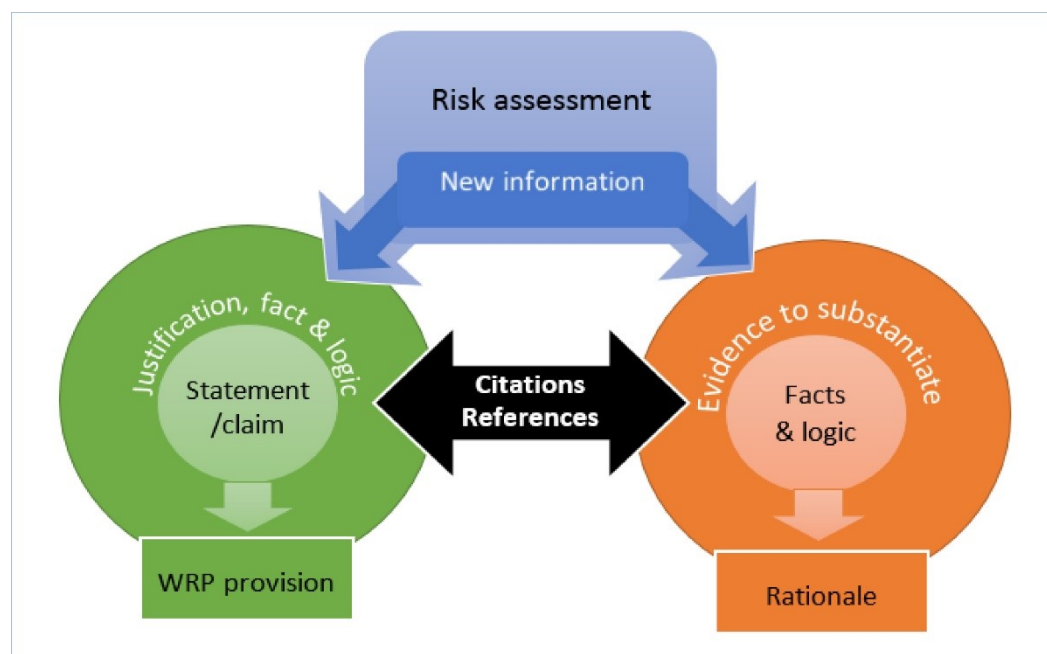 Risk assessment
New information
Justification, fact & logic
Statement
/claim
WRP provision
Citations
References
Evidence to substantiate
Facts
& logic
Rationale